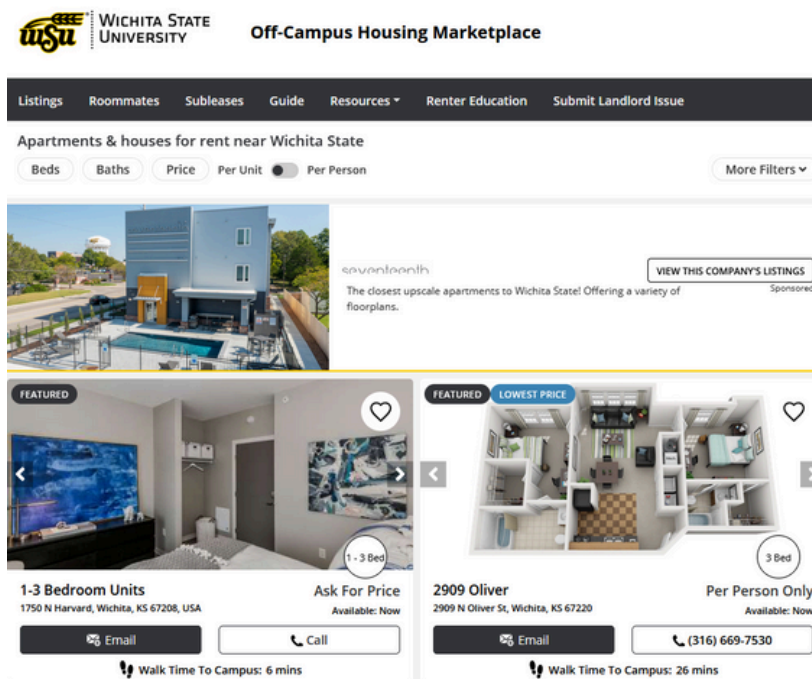 WSU
WICHITA STATE
UNIVERSITY
Off-Campus Housing Marketplace
Listings Roommates Subleases Guide Resources Renter Education Submit Landlord Issue
Apartments & houses for rent near Wichita State
Beds Baths Price Per Unit Per Person More Filters
seventeenth
VIEW THIS COMPANY'S LISTINGS
Sponsored
The closest upscale apartments to Wichita State! Offering a variety of
floorplans.
FEATURED
1 - 3 Bed
1-3 Bedroom Units
Ask For Price
1750 N Harvard, Wichita, KS 67208, USA
Available: Now
Email
Call
Walk Time To Campus: 6 mins
FEATURED
LOWEST PRICE
3 Bed
2909 Oliver
Per Person Only
2909 N Oliver St, Wichita, KS 67220
Available: Now
Email
(316) 669-7530
Walk Time To Campus: 26 mins